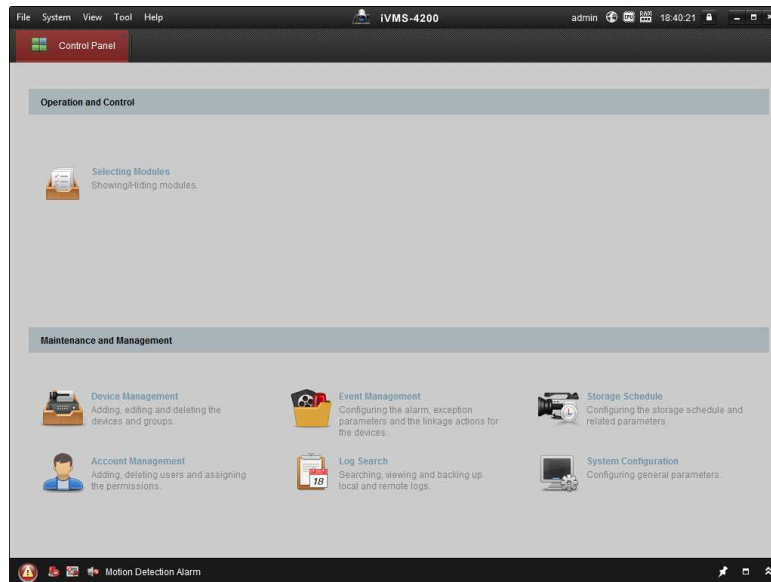 File System View Tool Help iVMS-4200 admin CPU RAM 18:40:21
Control Panel
Operation and Control
Selecting Modules
Showing/Hiding modules.
Maintenance and Management
Device Management
Adding, editing and deleting the
devices and groups.
Event Management
Configuring the alarm, exception
parameters and the linkage actions for
the devices.
Storage Schedule
Configuring the storage schedule and
related parameters.
Account Management
Adding, deleting users and assigning
the permissions.
Log Search
Searching, viewing and backing up
local and remote logs.
18
System Configuration
Configuring general parameters.
Motion Detection Alarm